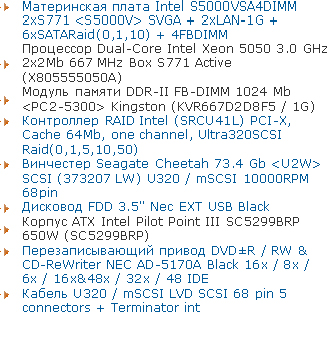 Материнская плата Intel S5000VSA4DIMM
2xS771 <S5000V> SVGA + 2xLAN-1G +
6xSATARaid(0,1,10) + 4FBDIMM
Процессор Dual-Core Intel Xeon 5050 3.0 GHz
2x2Mb 667 MHz Box S771 Active
(X805555050A)
Модуль памяти DDR-II FB-DIMM 1024 Mb
<PC2-5300> Kingston (KVR667D2D8F5 / 1G)
Контроллер RAID Intel (SRCU41L) PCI-X,
Cache 64Mb, one channel, Ultra320SCSI
Raid(0,1,5,10,50)
Винчестер Seagate Cheetah 73.4 Gb <U2W>
SCSI (373207 LW) U320 / mSCSI 10000RPM
68pin
Дисковод FDD 3.5" Nec EXT USB Black
Корпус ATX Intel Pilot Point III SC5299BRP
650W (SC5299BRP)
Перезаписывающий привод DVD±R / RW &
CD-ReWriter NEC AD-5170A Black 16x / 8x /
6x / 16x&48x / 32x / 48 IDE
Кабель U320 / mSCSI LVD SCSI 68 pin 5
connectors + Terminator int